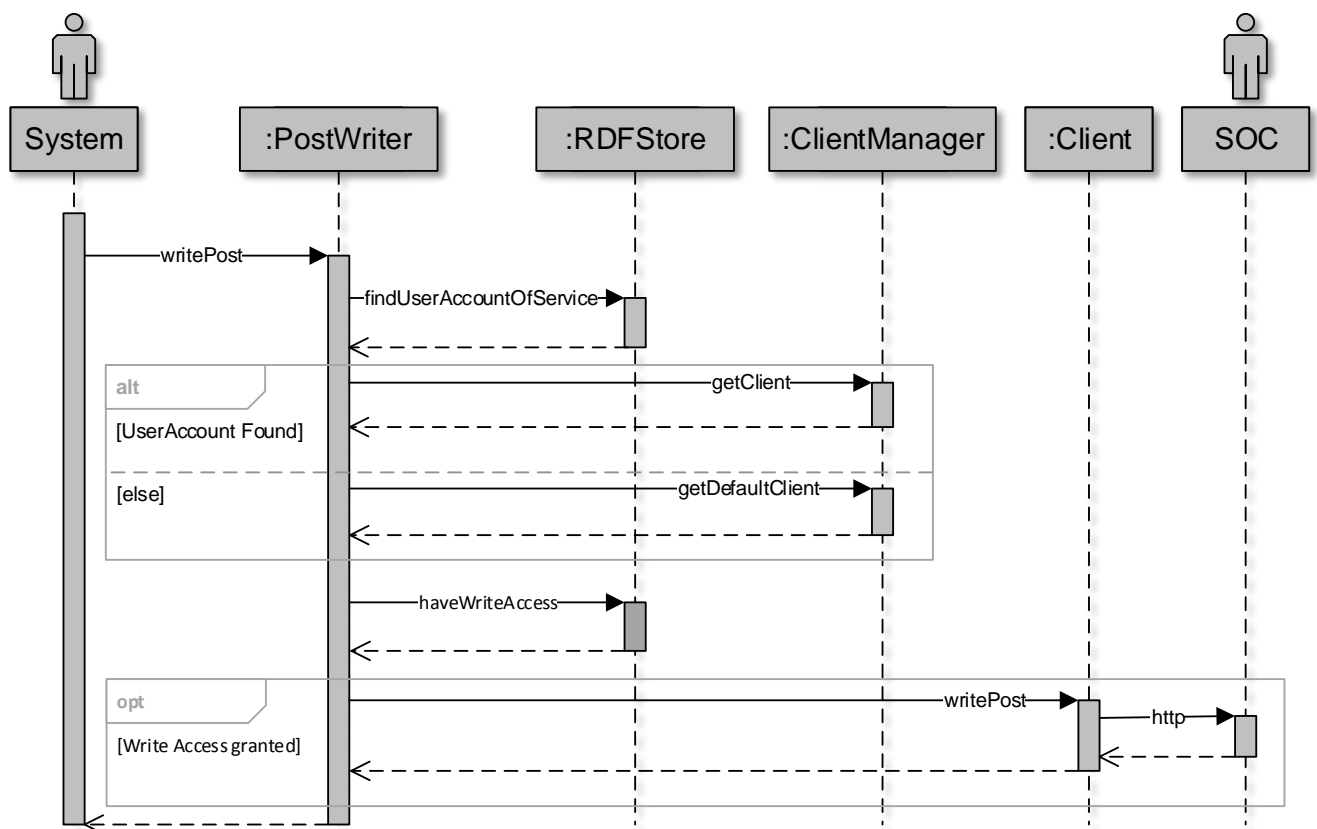 System
:PostWriter
:RDFStore
:ClientManager
:Client
SOC
writePost
findUserAccountOfService
alt
getClient
[UserAccount Found]
[else]
getDefaultClient
haveWriteAccess
opt
writePost
http
[Write Access granted]